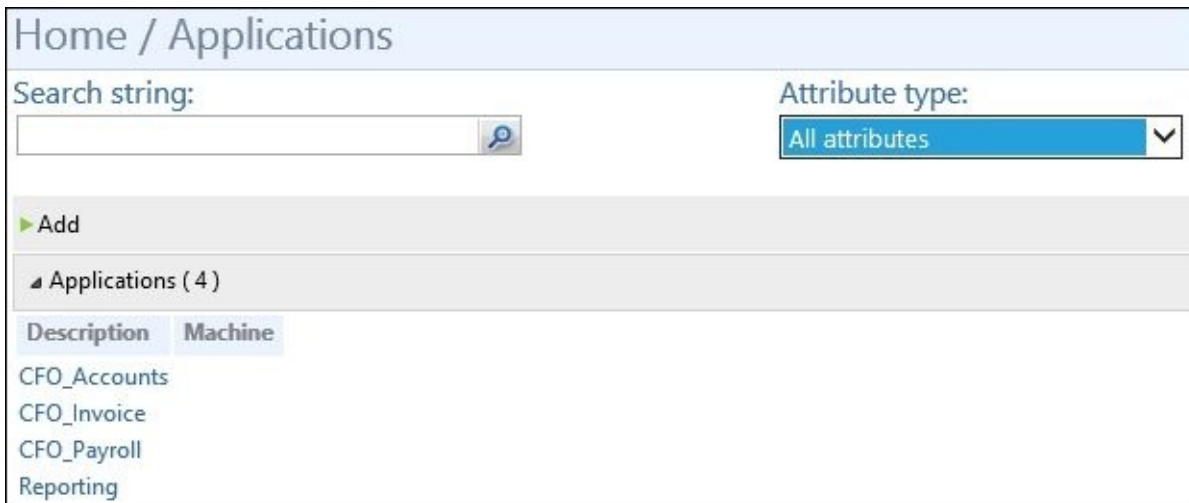 Home / Applications
Search string:
Attribute type:
All attributes
Add
Applications ( 4 )
Description Machine
CFO_Accounts
CFO_Invoice
CFO_Payroll
Reporting